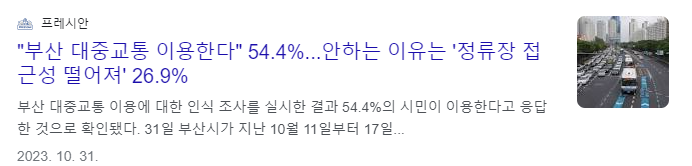 프레시안
"부산 대중교통 이용한다" 54.4%...안하는 이유는 '정류장 접
근성 떨어져' 26.9%
부산 대중교통 이용에 대한 인식 조사를 실시한 결과 54.4%의 시민이 이용한다고 응답
한 것으로 확인됐다. 31일 부산시가 지난 10월 11일부터 17일...
2023. 10. 31.